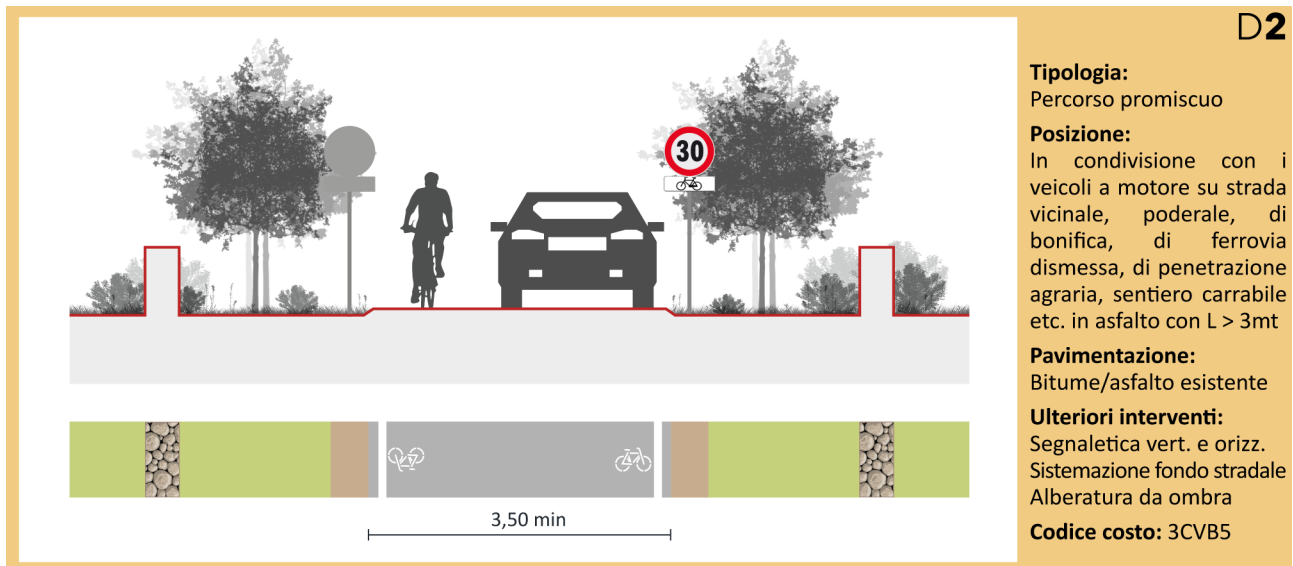 D2
Tipologia:
Percorso promiscuo
Posizione:
In condivisione con i
veicoli a motore su strada
vicinale, poderale, di
bonifica, di ferrovia
dismessa, di penetrazione
agraria, sentiero carrabile
etc. in asfalto con L > 3mt
Pavimentazione:
Bitume/asfalto esistente
Ulteriori interventi:
Segnaletica vert. e orizz.
Sistemazione fondo stradale
Alberatura da ombra
Codice costo: 3CVB5
30
3,50 min